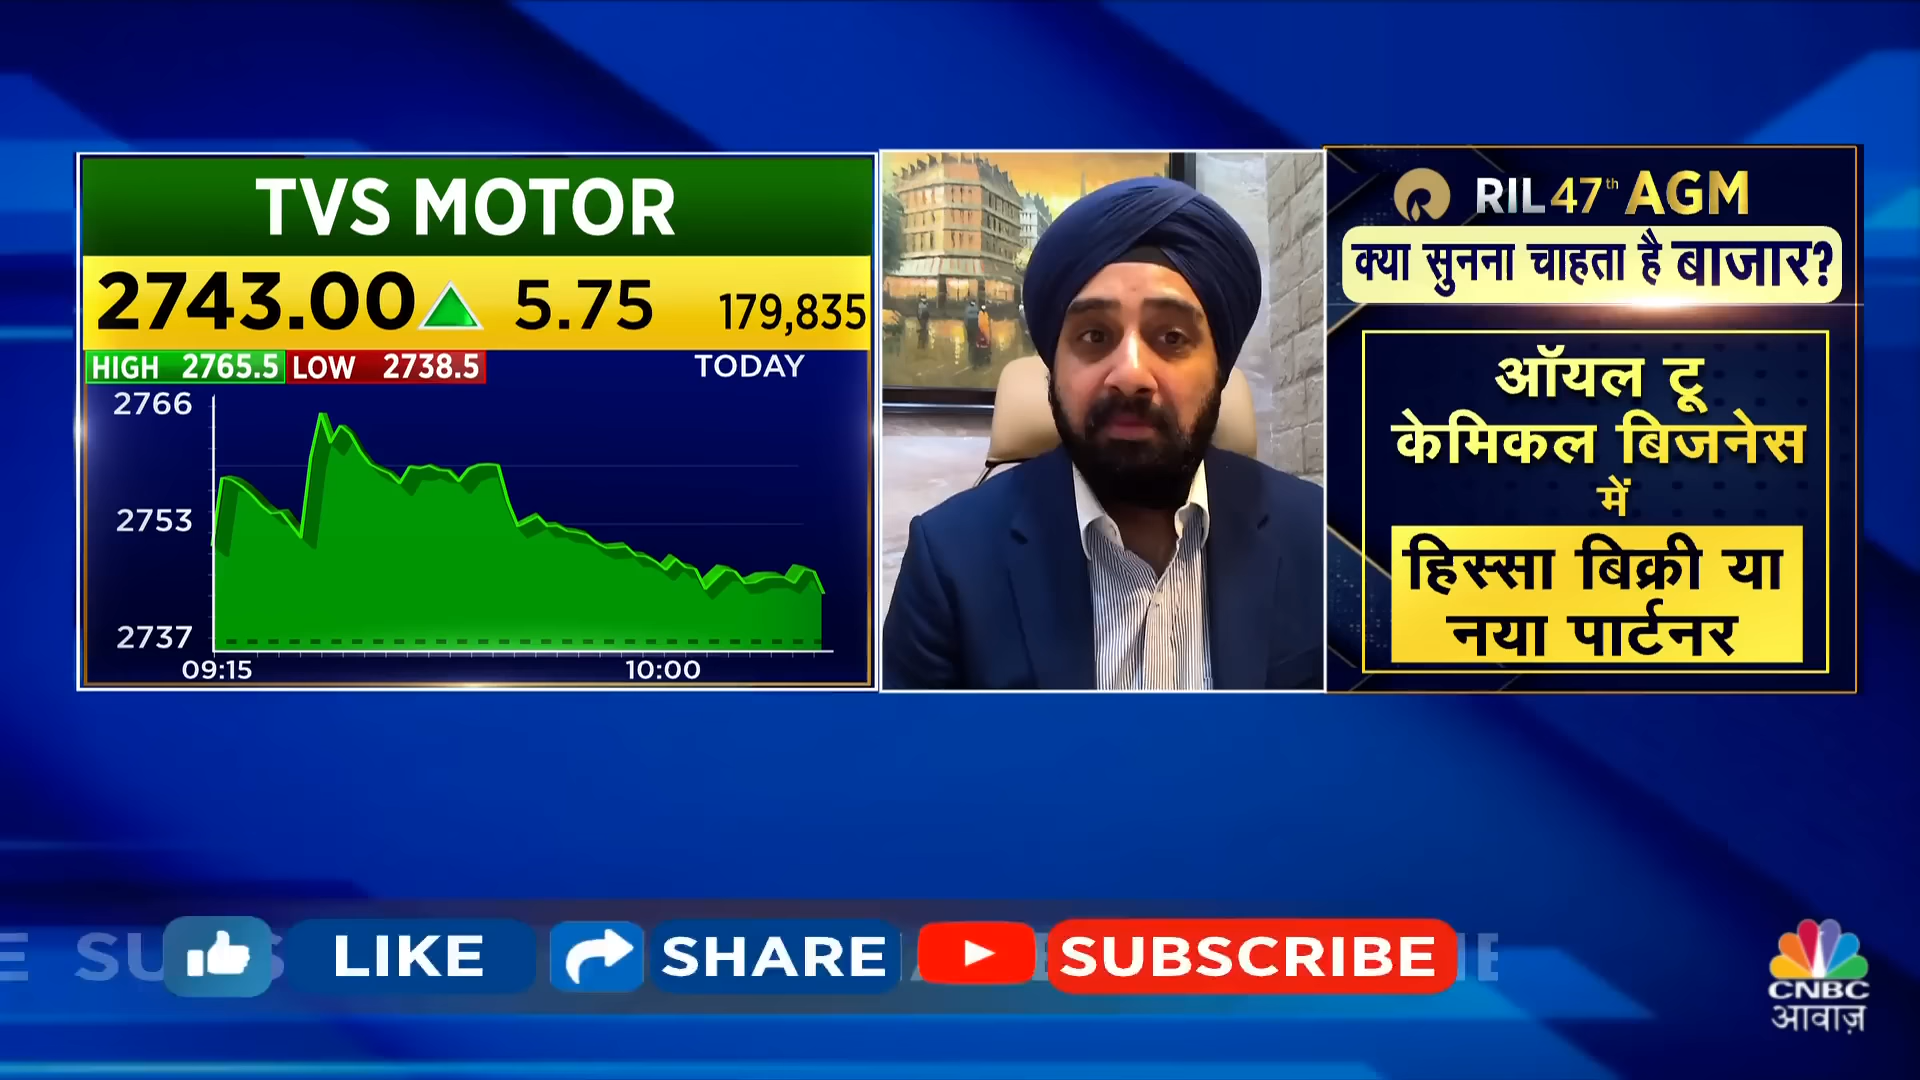 TVS MOTOR
2743.00 5.75 179,835
HIGH 2765.5 LOW 2738.5 TODAY
2766
2753
2737
09:15 10:00
RIL 47th AGM
क्या सुनना चाहता है बाजार?
ऑयल टू
केमिकल बिजनेस
में
हिस्सा बिक्री या
नया पार्टनर
LIKE SHARE SUBSCRIBE
CNBC
आवाज़